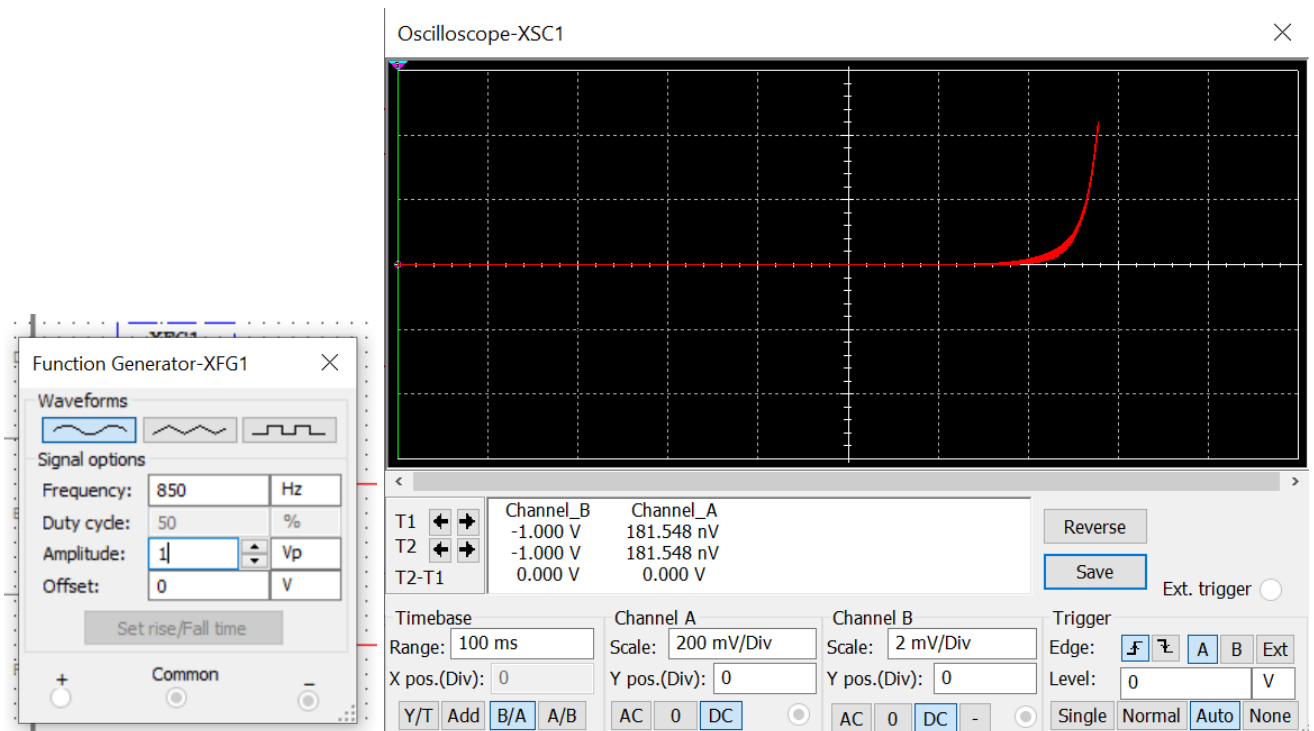 Oscilloscope-XSC1
Function Generator-XFG1
Waveforms
Signal options
Frequency: 850 Hz
Duty cycle: 50 %
Amplitude: 1 Vp
Offset: 0 V
Set rise/Fall time
+ Common −
Channel_B Channel_A
T1 -1.000 V 181.548 nV
T2 -1.000 V 181.548 nV
T2-T1 0.000 V 0.000 V
Reverse
Save
Ext. trigger
Timebase
Range: 100 ms
X pos.(Div): 0
Y/T Add B/A A/B
Channel A
Scale: 200 mV/Div
Y pos.(Div): 0
AC 0 DC
Channel B
Scale: 2 mV/Div
Y pos.(Div): 0
AC 0 DC -
Trigger
Edge: A B Ext
Level: 0 V
Single Normal Auto None